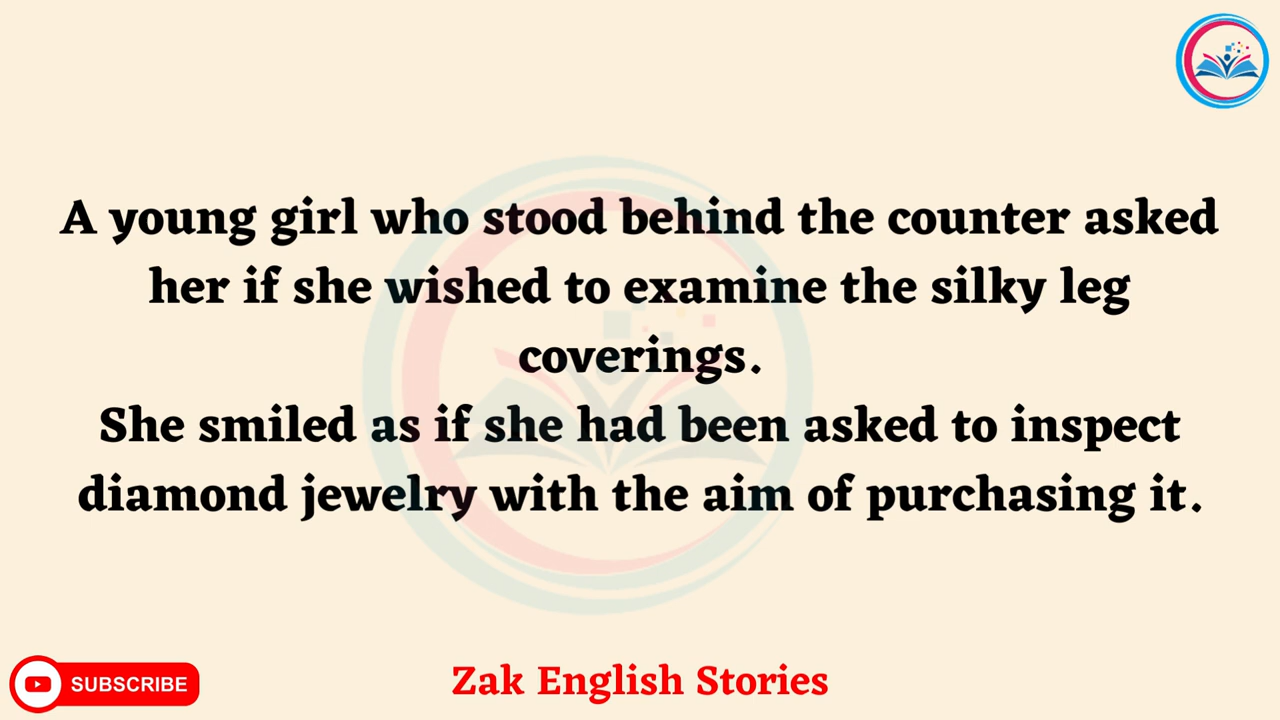 A young girl who stood behind the counter asked
her if she wished to examine the silky leg
coverings.
She smiled as if she had been asked to inspect
diamond jewelry with the aim of purchasing it.
SUBSCRIBE
Zak English Stories